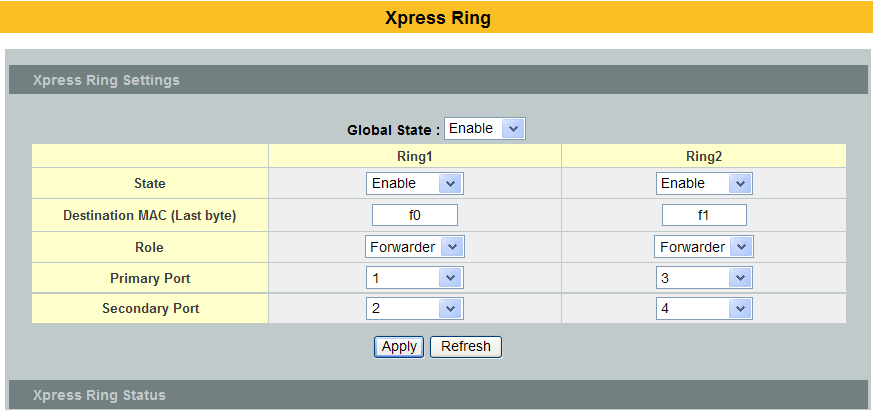 Xpress Ring
Xpress Ring Settings
Global State : Enable
Ring1 Ring2
State Enable Enable
Destination MAC (Last byte) f0 f1
Role Forwarder Forwarder
Primary Port 1 3
Secondary Port 2 4
Apply Refresh
Xpress Ring Status